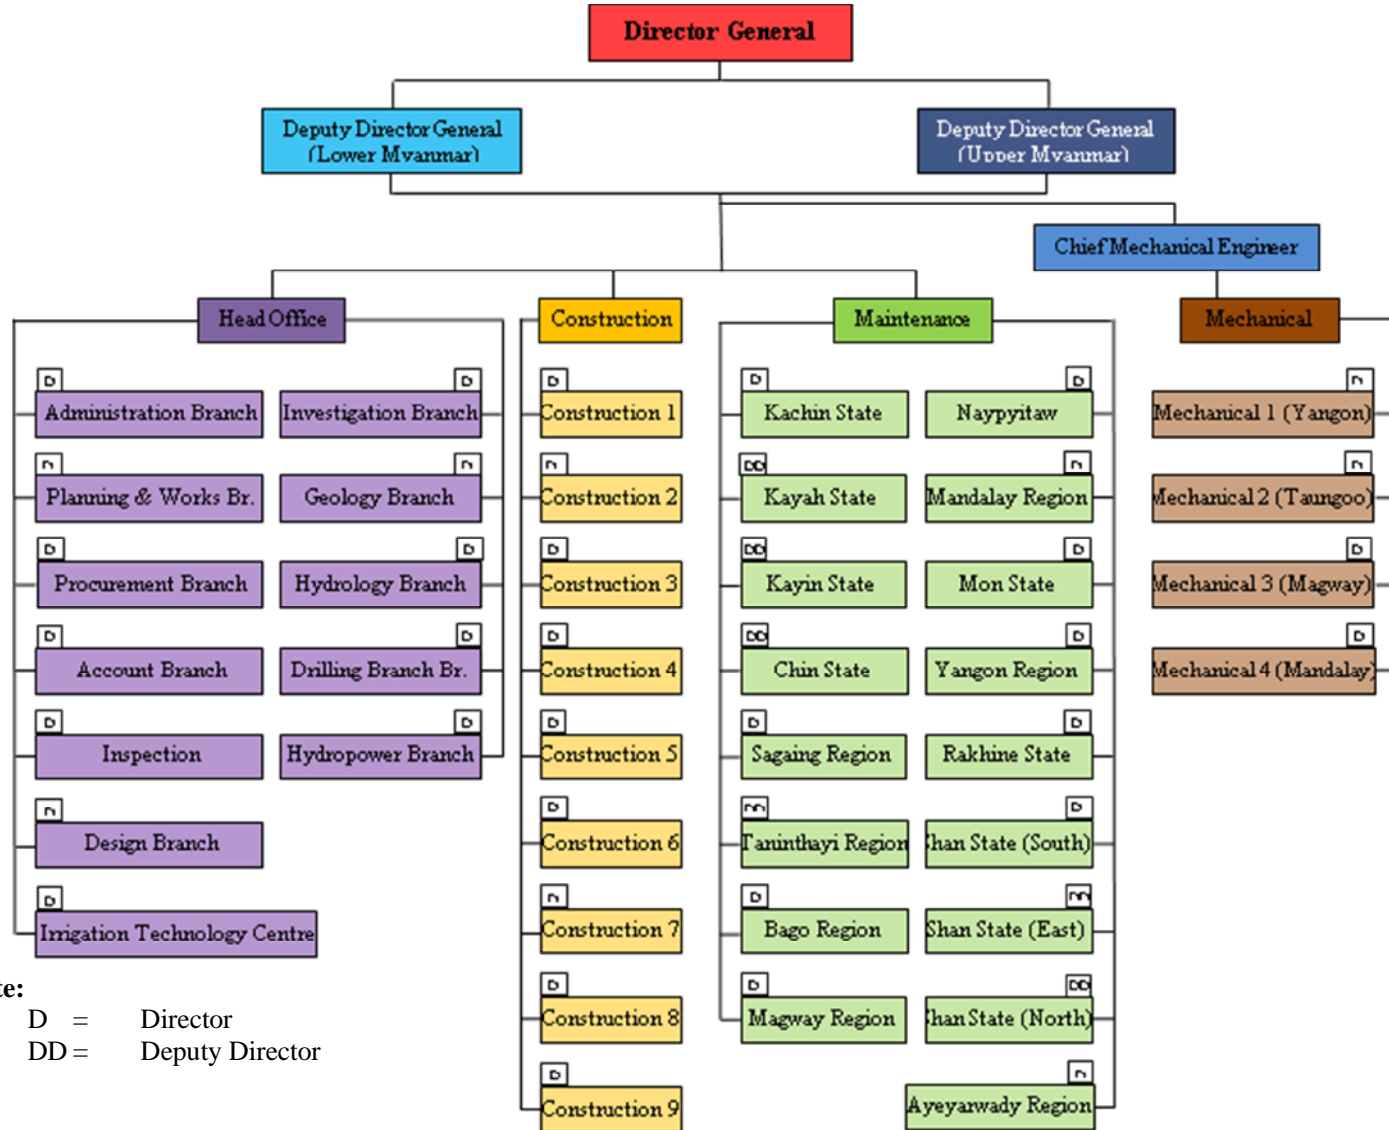 Director General
Deputy Director General
(Lower Myanmar)
Deputy Director General
(Upper Myanmar)
Chief Mechanical Engineer
Head Office
Construction
Maintenance
Mechanical
D
Administration Branch
D
Investigation Branch
D
Construction 1
D
Kachin State
D
Naypyitaw
D
Mechanical 1 (Yangon)
D
Planning & Works Br.
D
Geology Branch
D
Construction 2
DD
Kayah State
D
Mandalay Region
D
Mechanical 2 (Taungoo)
D
Procurement Branch
D
Hydrology Branch
D
Construction 3
DD
Kayin State
D
Mon State
D
Mechanical 3 (Magway)
D
Account Branch
D
Drilling Branch Br.
D
Construction 4
DD
Chin State
D
Yangon Region
D
Mechanical 4 (Mandalay)
D
Inspection
D
Hydropower Branch
D
Construction 5
D
Sagaing Region
D
Rakhine State
D
Design Branch
D
Construction 6
DD
Taninthayi Region
D
Shan State (South)
D
Irrigation Technology Centre
D
Construction 7
D
Bago Region
DD
Shan State (East)
D
Construction 8
D
Magway Region
DD
Shan State (North)
D
Construction 9
D
Ayeyarwady Region
te:
D = Director
DD = Deputy Director